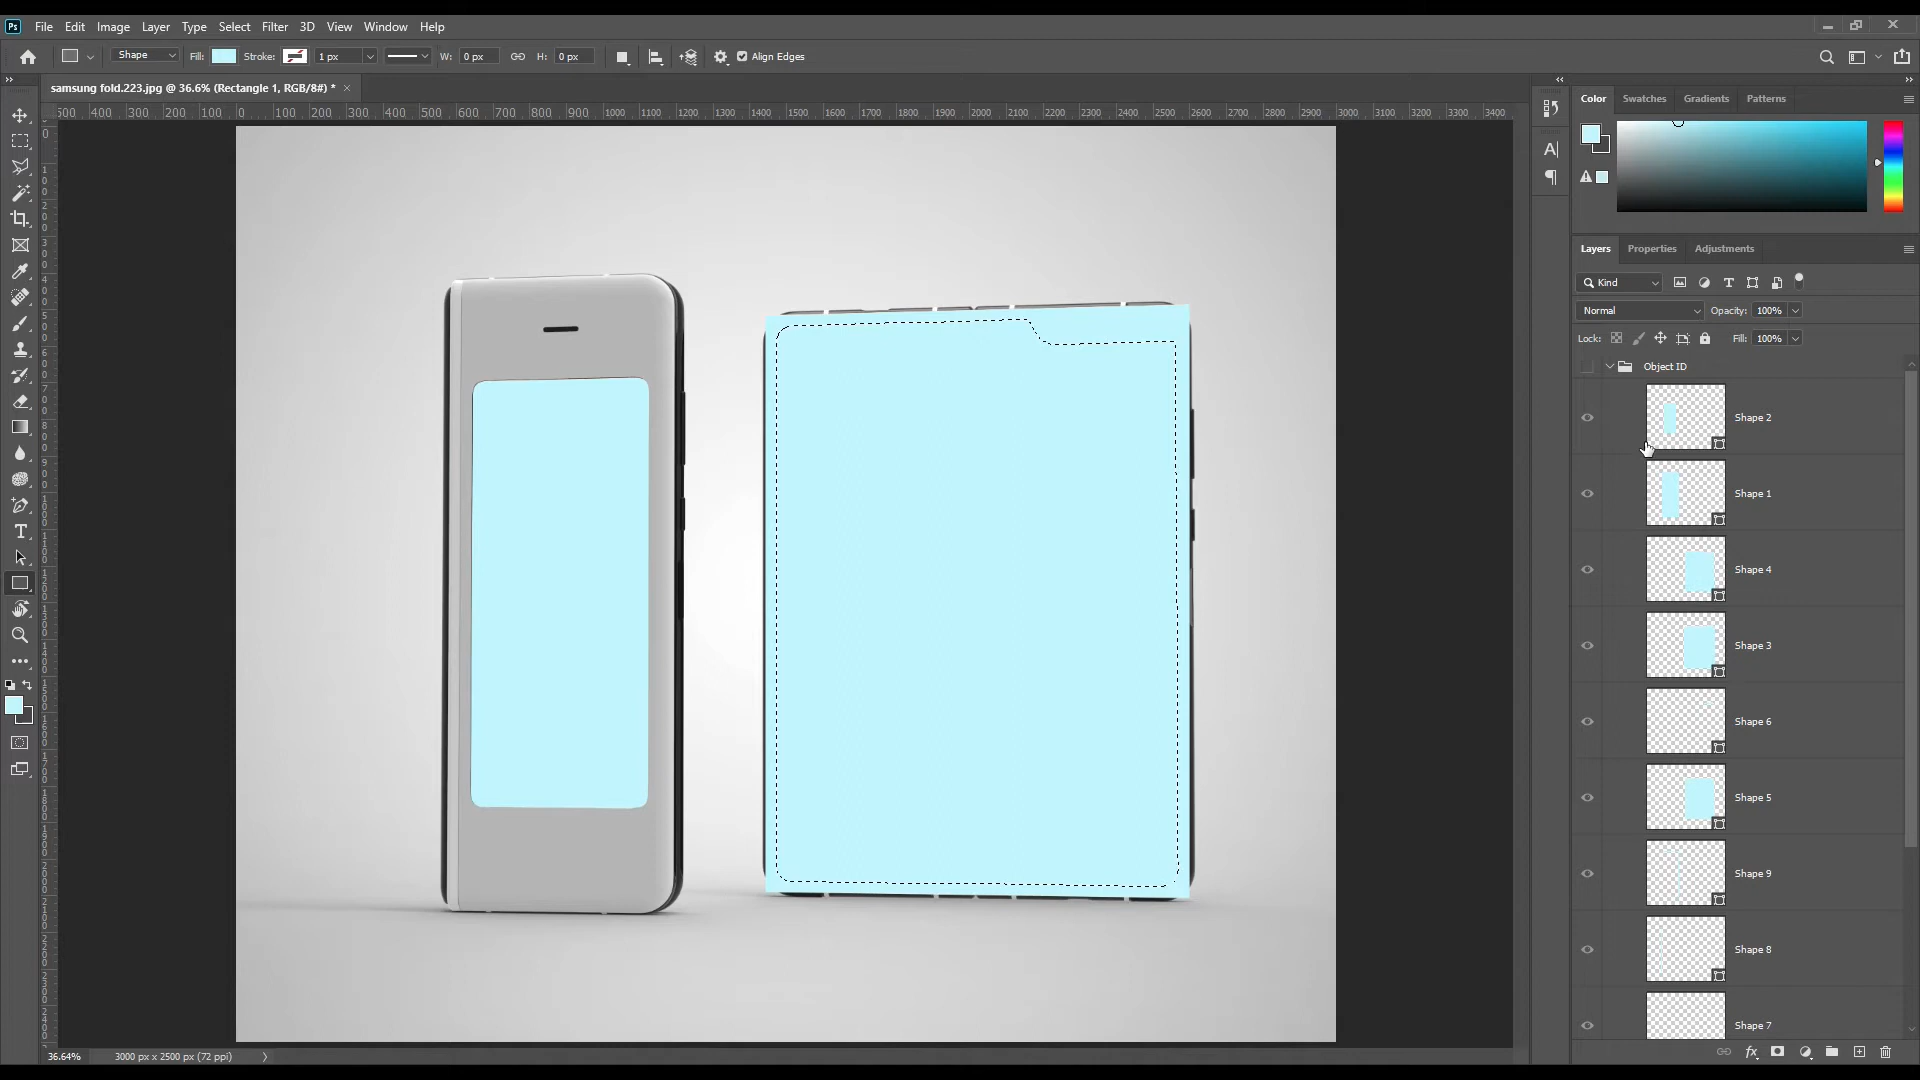 Ps File Edit Image Layer Type Select Filter 3D View Window Help
Shape Fill: Stroke: 1 px W: 0 px H: 0 px Align Edges
samsung fold.223.jpg @ 36.6% (Rectangle 1, RGB/8#) * ×
500 400 300 200 100 0 100 200 300 400 500 600 700 800 900 1000 1100 1200 1300 1400 1500 1600 1700 1800 1900 2000 2100 2200 2300 2400 2500 2600 2700 2800 2900 3000 3100 3200 3300 3400
Color Swatches Gradients Patterns
Layers Properties Adjustments
Kind
Normal Opacity: 100%
Lock: Fill: 100%
Object ID
Shape 2
Shape 1
Shape 4
Shape 3
Shape 6
Shape 5
Shape 9
Shape 8
Shape 7
36.64% 3000 px x 2500 px (72 ppi)